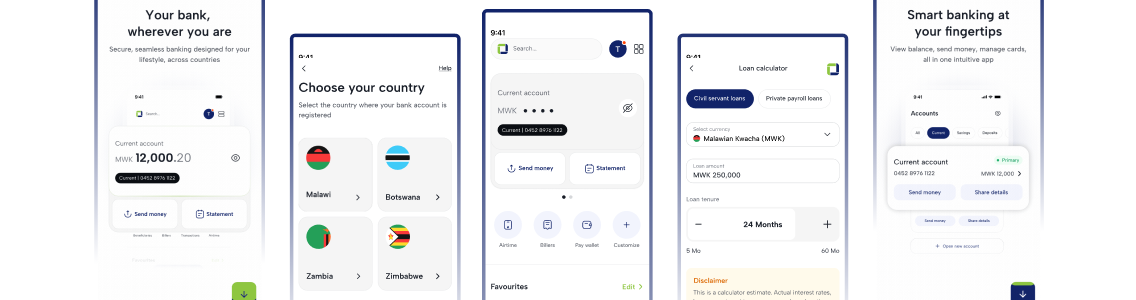 Your bank,
wherever you are
Secure, seamless banking designed for your
lifestyle, across countries
9:41
Search...
T
Current account
MWK 12,000.20
Current | 0452 8976 1122
Send money
Statement
Beneficiaries
Billers
Transactions
Airtime
9:41
Help
Choose your country
Select the country where your bank account is
registered
Malawi
Botswana
Zambia
Zimbabwe
9:41
Search...
T
Current account
MWK • • • •
Current | 0452 8976 1122
Send money
Statement
Airtime
Billers
Pay wallet
Customise
Favourites
Edit
9:41
Loan calculator
Civil servant loans
Private payroll loans
Select currency
Malawian Kwacha (MWK)
Loan amount
MWK 250,000
Loan tenure
− 24 Months +
5 Mo
60 Mo
Disclaimer
This is a calculator estimate. Actual interest rates,
Smart banking at
your fingertips
View balance, send money, manage cards,
all in one intuitive app
9:41
Accounts
All
Current
Savings
Deposits
Current account
Primary
0452 8976 1122
MWK 12,000
Send money
Share details
Send money
Share details
+ Open new account